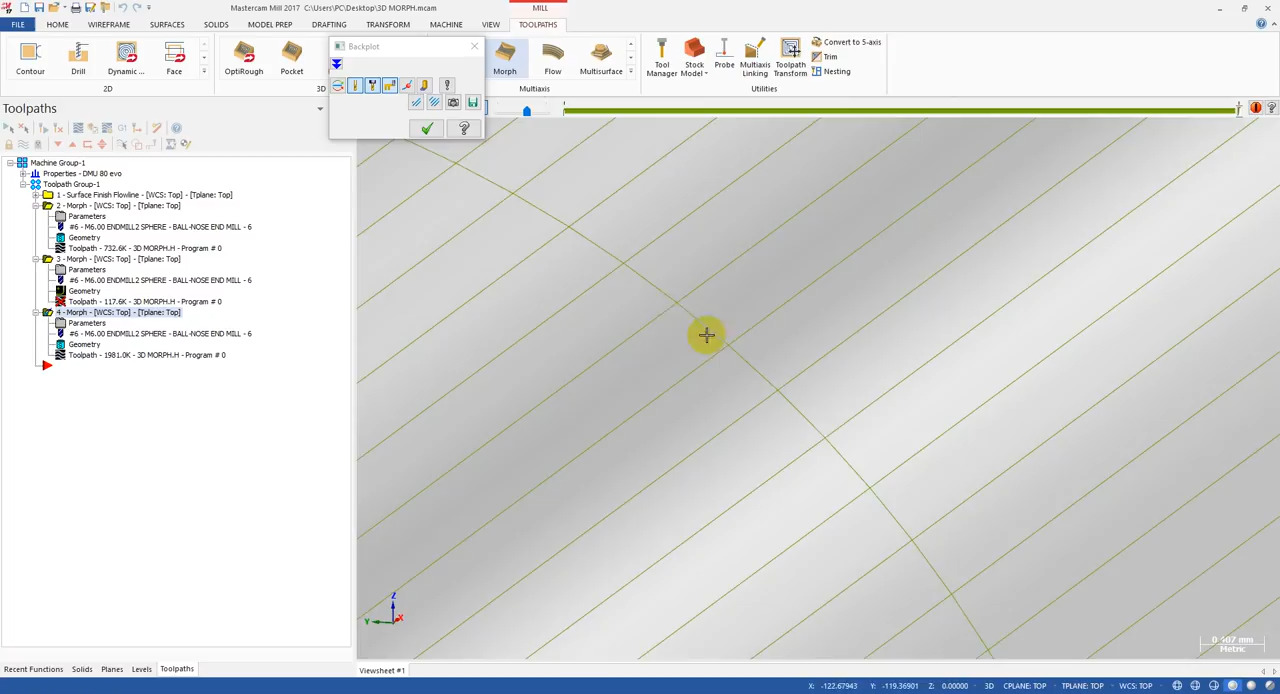 Mastercam Mill 2017 C:\Users\PC\Desktop\3D MORPH.mcam
MILL
FILE HOME WIREFRAME SURFACES SOLIDS MODEL PREP DRAFTING TRANSFORM MACHINE VIEW TOOLPATHS
Contour Drill Dynamic ... Face OptiRough Pocket Morph Flow Multisurface Tool Manager Stock Model Probe Multiaxis Linking Toolpath Transform Convert to 5-axis Trim Nesting
2D 3D Multiaxis Utilities
Backplot
Toolpaths
G1
Machine Group-1
Properties - DMU 80 evo
Toolpath Group-1
1 - Surface Finish Flowline - [WCS: Top] - [Tplane: Top]
2 - Morph - [WCS: Top] - [Tplane: Top]
Parameters
#6 - M6.00 ENDMILL2 SPHERE - BALL-NOSE END MILL - 6
Geometry
Toolpath - 732.6K - 3D MORPH.H - Program # 0
3 - Morph - [WCS: Top] - [Tplane: Top]
Parameters
#6 - M6.00 ENDMILL2 SPHERE - BALL-NOSE END MILL - 6
Geometry
Toolpath - 117.6K - 3D MORPH.H - Program # 0
4 - Morph - [WCS: Top] - [Tplane: Top]
Parameters
#6 - M6.00 ENDMILL2 SPHERE - BALL-NOSE END MILL - 6
Geometry
Toolpath - 1981.0K - 3D MORPH.H - Program # 0
Z
Y X
0.407 mm
Metric
Recent Functions Solids Planes Levels Toolpaths
Viewsheet #1
X: -122.67943 Y: -119.36901 Z: 0.00000 3D CPLANE: TOP TPLANE: TOP WCS: TOP